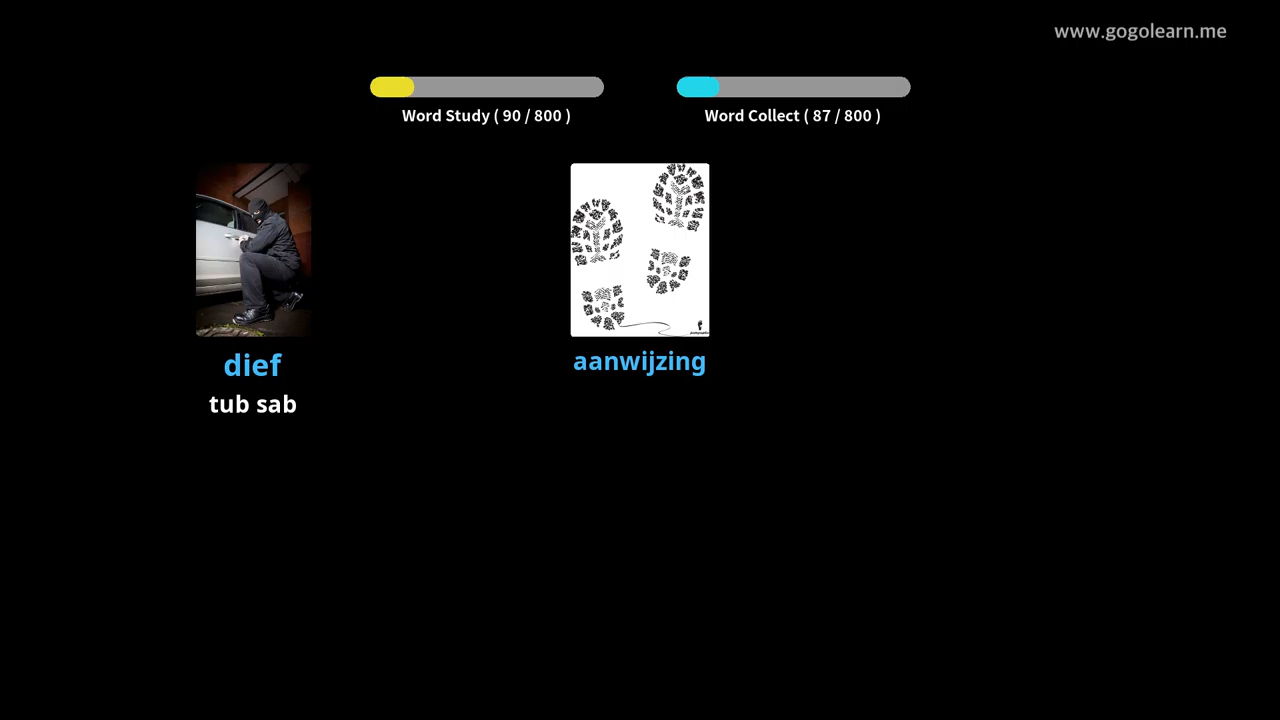 www.gogolearn.me
Word Study ( 90 / 800 )
Word Collect ( 87 / 800 )
dief
aanwijzing
tub sab